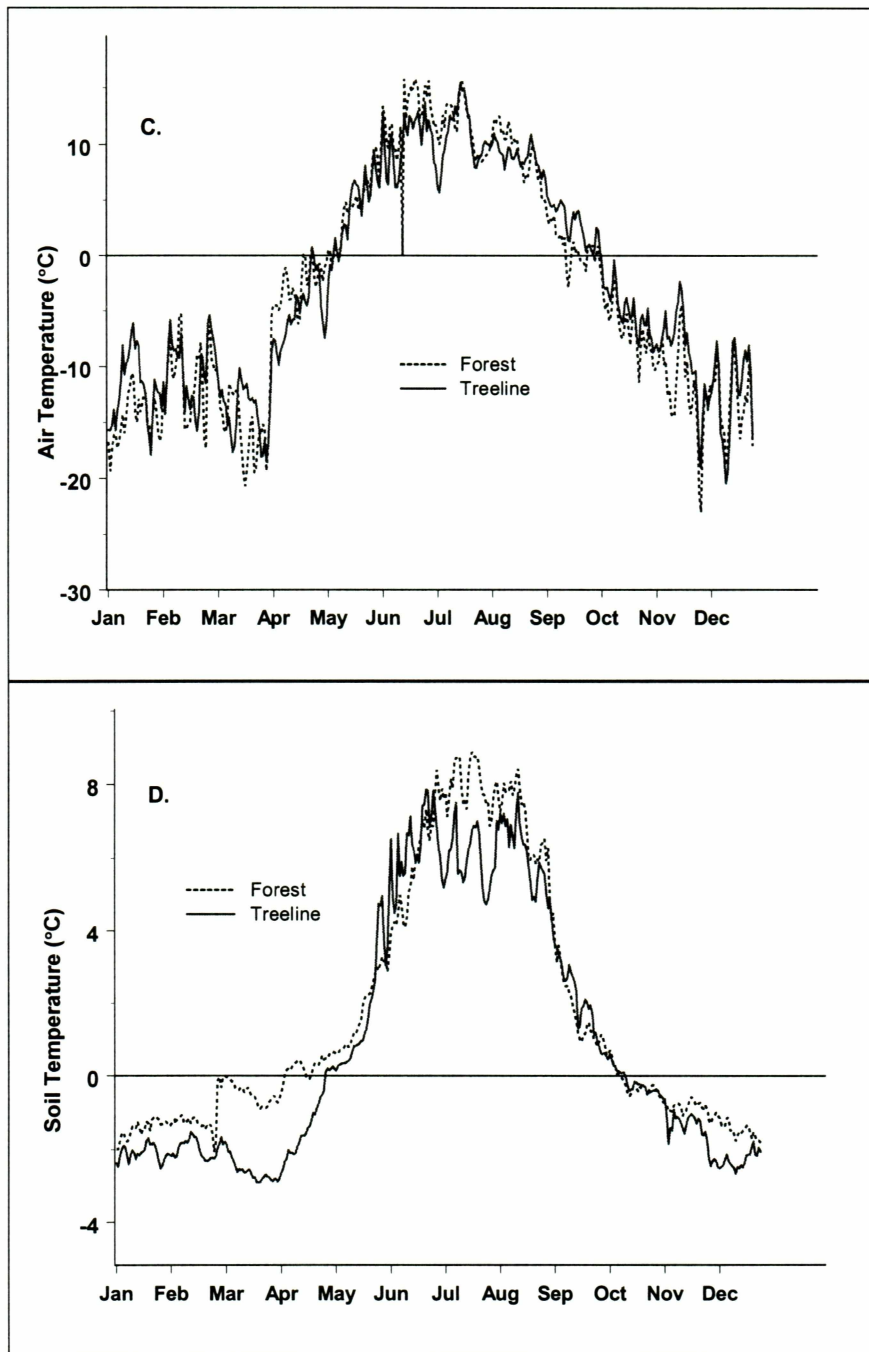 C.
10
0
-10
-20
-30
Air Temperature (°C)
Forest
Treeline
Jan Feb Mar Apr May Jun Jul Aug Sep Oct Nov Dec
D.
8
4
0
-4
Soil Temperature (°C)
Forest
Treeline
Jan Feb Mar Apr May Jun Jul Aug Sep Oct Nov Dec